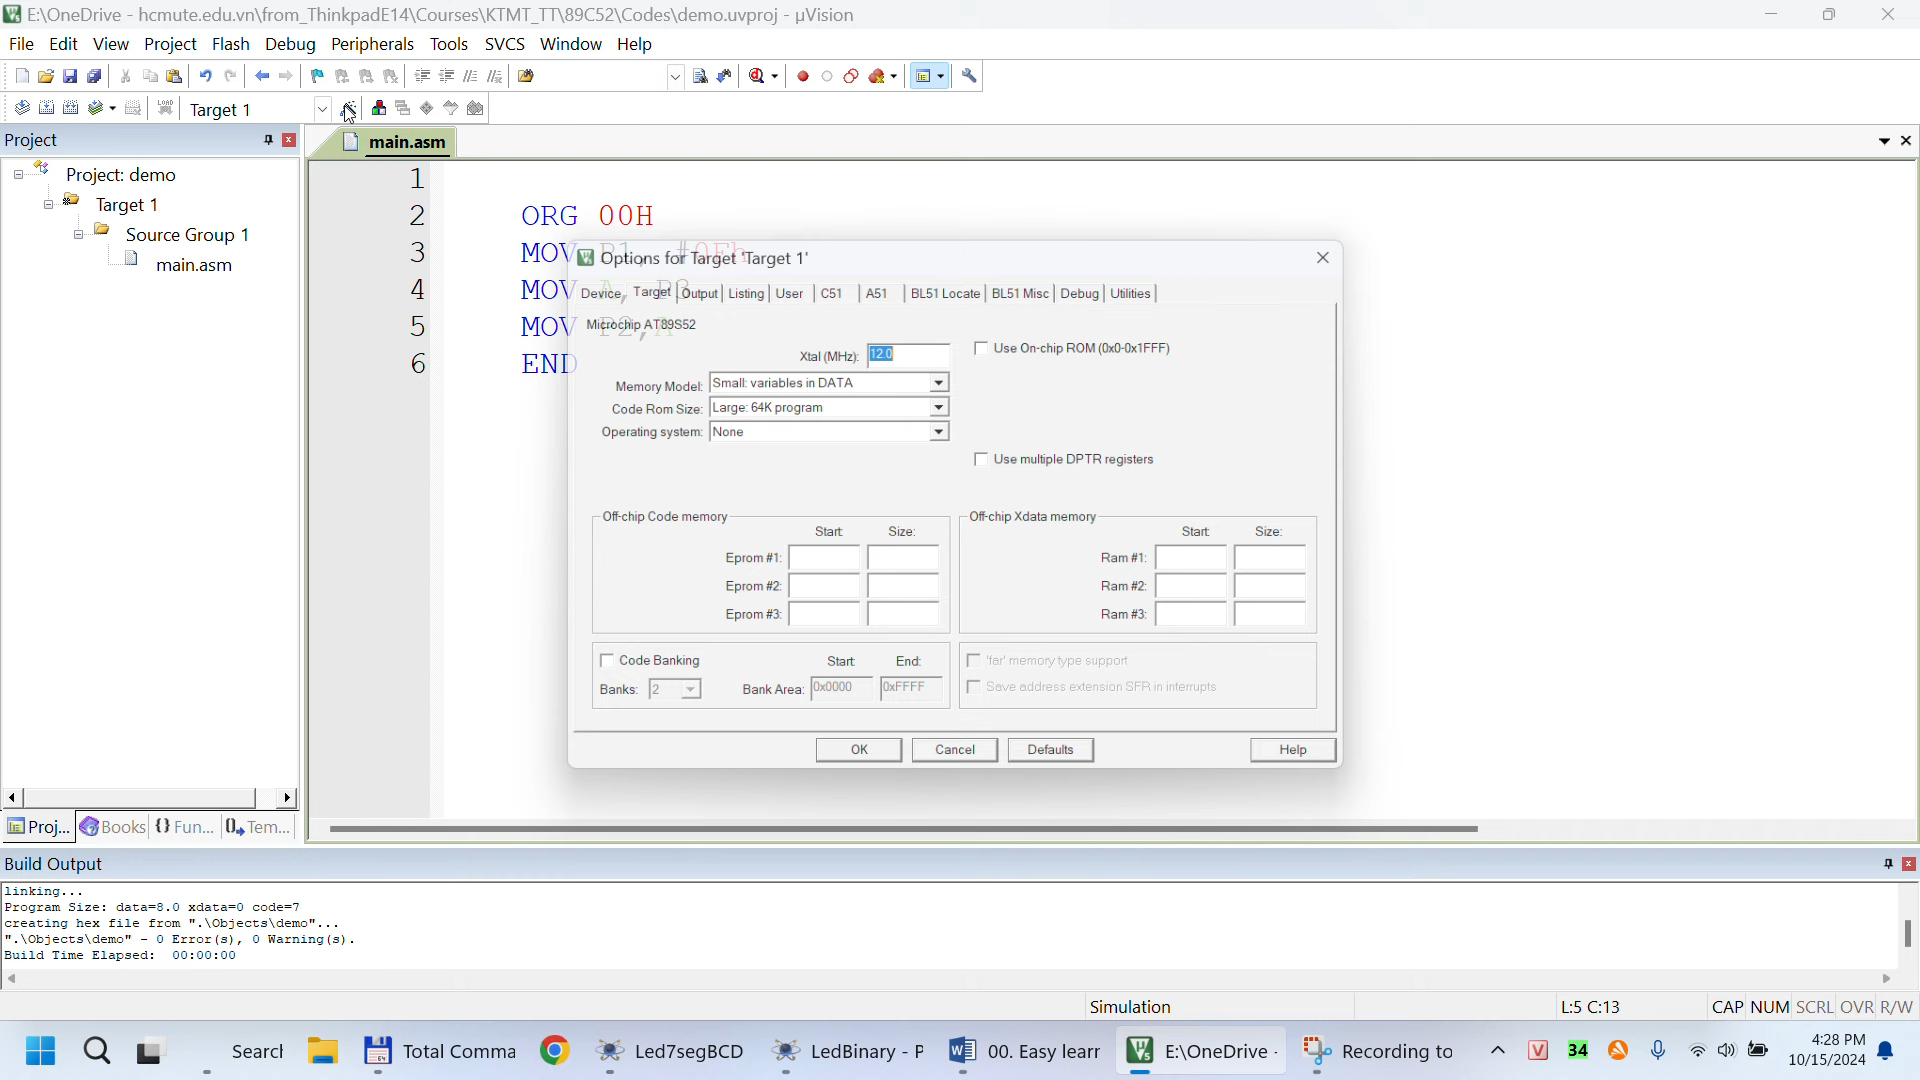 E:\OneDrive - hcmute.edu.vn\from_ThinkpadE14\Courses\KTMT_TT\89C52\Codes\demo.uvproj - µVision
File Edit View Project Flash Debug Peripherals Tools SVCS Window Help
LOAD Target 1
Project
main.asm
Project: demo
Target 1
Source Group 1
main.asm
1
2 ORG 00H
3 MOV P1, #0Fh
4 MOV A, P3
5 MOV P2, A
6 END
Options for Target 'Target 1'
Device Target Output Listing User C51 A51 BL51 Locate BL51 Misc Debug Utilities
Microchip AT89S52
Xtal (MHz): 12.0 Use On-chip ROM (0x0-0x1FFF)
Memory Model: Small: variables in DATA
Code Rom Size: Large: 64K program
Operating system: None
Use multiple DPTR registers
Off-chip Code memory Off-chip Xdata memory
Start: Size: Start: Size:
Eprom #1: Ram #1:
Eprom #2: Ram #2:
Eprom #3: Ram #3:
Code Banking Start: End: 'far' memory type support
Banks: 2 Bank Area: 0x0000 0xFFFF Save address extension SFR in interrupts
OK Cancel Defaults Help
Proj... Books {} Fun... Tem...
Build Output
linking...
Program Size: data=8.0 xdata=0 code=7
creating hex file from ".\Objects\demo"...
".\Objects\demo" - 0 Error(s), 0 Warning(s).
Build Time Elapsed: 00:00:00
Simulation L:5 C:13 CAP NUM SCRL OVR R/W
Search Total Comma Led7segBCD LedBinary - P 00. Easy learr E:\OneDrive - Recording to V 34 4:28 PM
10/15/2024